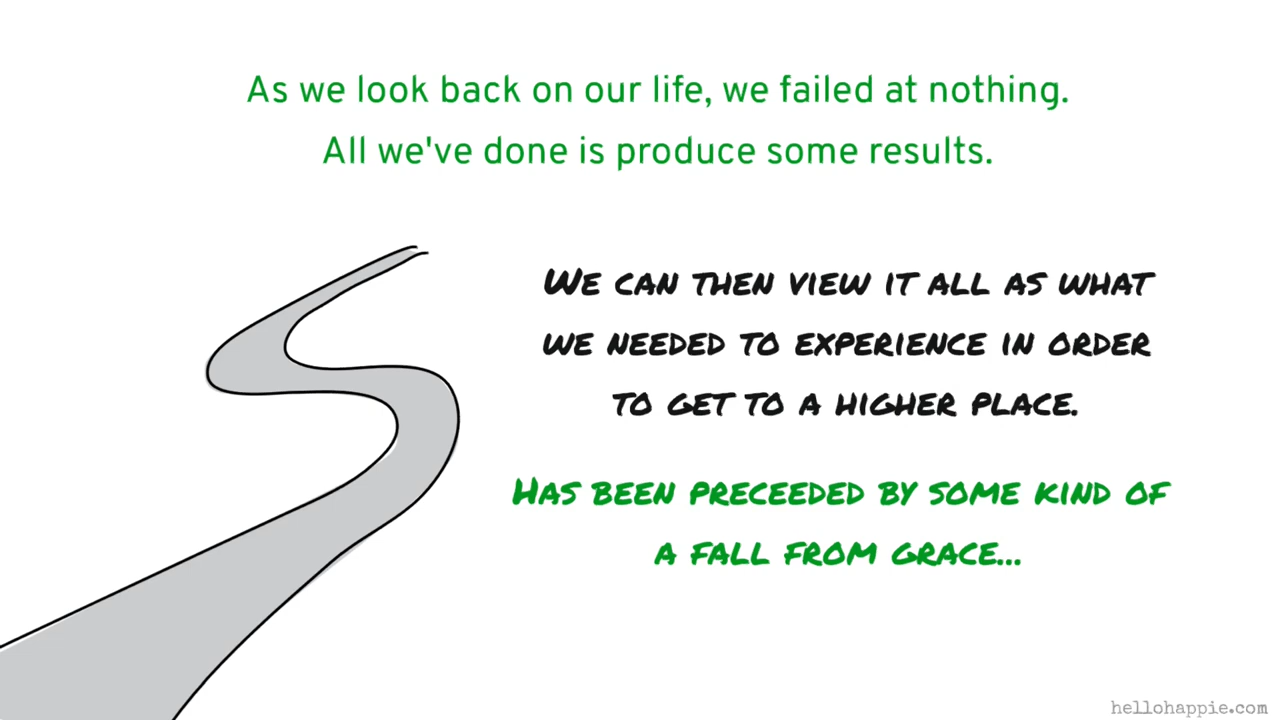 As we look back on our life, we failed at nothing.
All we've done is produce some results.
We can then view it all as what
we needed to experience in order
to get to a higher place.
Has been preceeded by some kind of
a fall from grace...
hellohappie.com